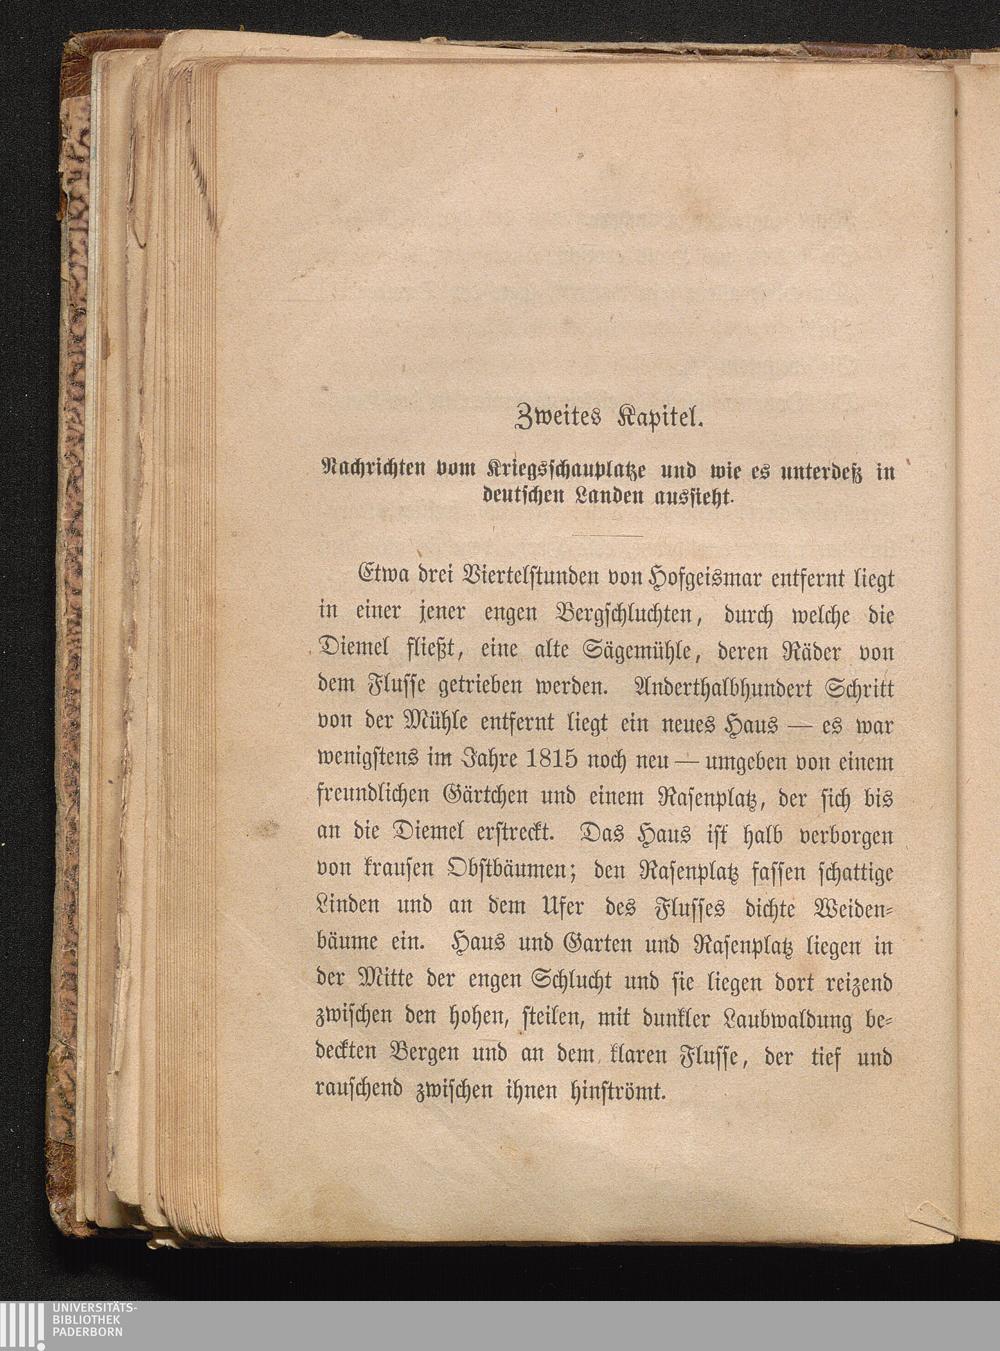 Zweites Kapitel.
Nachrichten vom Kriegsschauplatze und wie es unterdeß in
deutschen Landen aussieht.
Etwa drei Viertelstunden von Hofgeismar entfernt liegt
in einer jener engen Bergschluchten, durch welche die
Diemel fließt, eine alte Sägemühle, deren Räder von
dem Flusse getrieben werden. Anderthalbhundert Schritt
von der Mühle entfernt liegt ein neues Haus — es war
wenigstens im Jahre 1815 noch neu — umgeben von einem
freundlichen Gärtchen und einem Rasenplatz, der sich bis
an die Diemel erstreckt. Das Haus ist halb verborgen
von krausen Obstbäumen; den Rasenplatz fassen schattige
Linden und an dem Ufer des Flusses dichte Weiden-
bäume ein. Haus und Garten und Rasenplatz liegen in
der Mitte der engen Schlucht und sie liegen dort reizend
zwischen den hohen, steilen, mit dunkler Laubwaldung be-
deckten Bergen und an dem klaren Flusse, der tief und
rauschend zwischen ihnen hinströmt.
UNIVERSITÄTS-
BIBLIOTHEK
PADERBORN